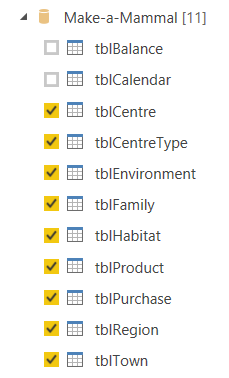 Make-a-Mammal [11]
tblBalance
tblCalendar
tblCentre
tblCentreType
tblEnvironment
tblFamily
tblHabitat
tblProduct
tblPurchase
tblRegion
tblTown